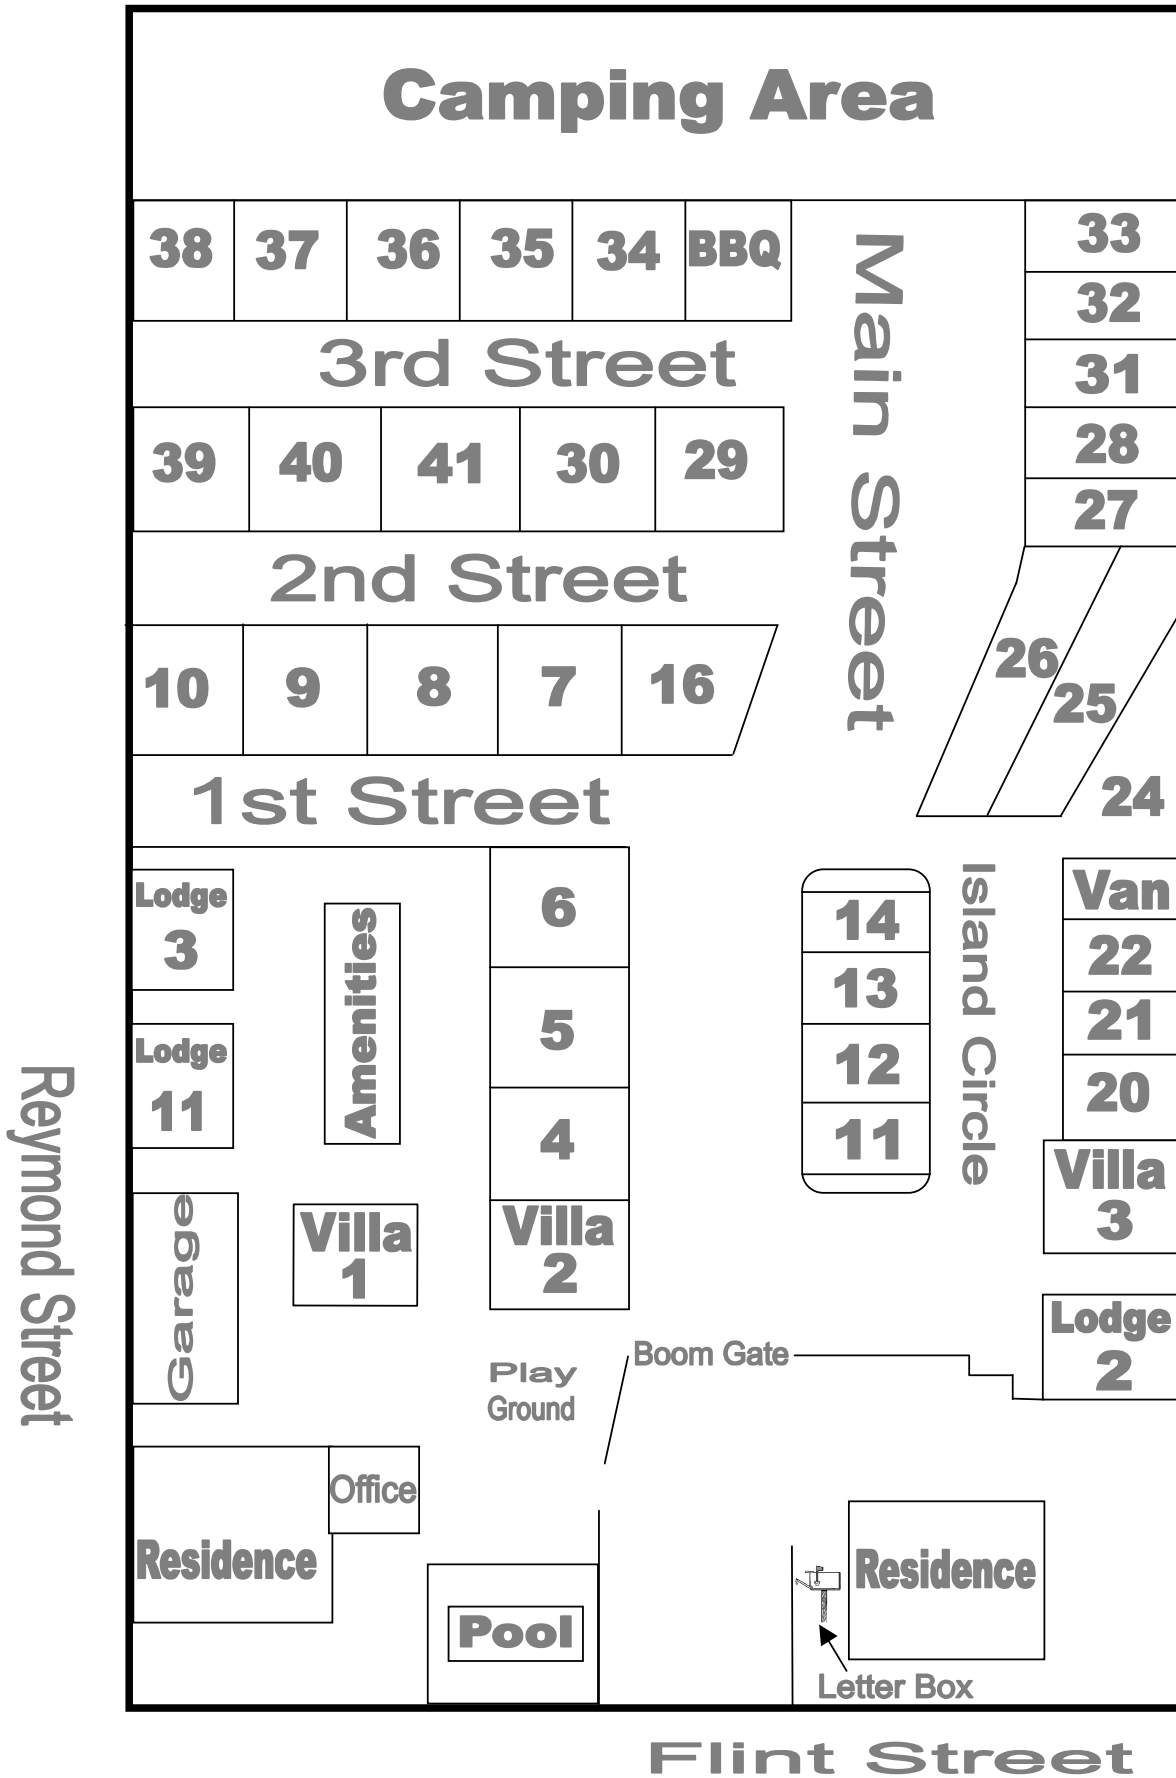 Camping Area
38 37 36 35 34 BBQ
33
32
31
28
27
Main Street
3rd Street
39 40 41 30 29
2nd Street
10 9 8 7 16
26
25
24
1st Street
Lodge
3
Lodge
11
Amenities
6
5
4
Villa
2
14
13
12
11
Island Circle
Van
22
21
20
Villa
3
Garage
Villa
1
Lodge
2
Reymond Street
Play
Ground
Boom Gate
Office
Residence
Pool
Residence
Letter Box
Flint Street